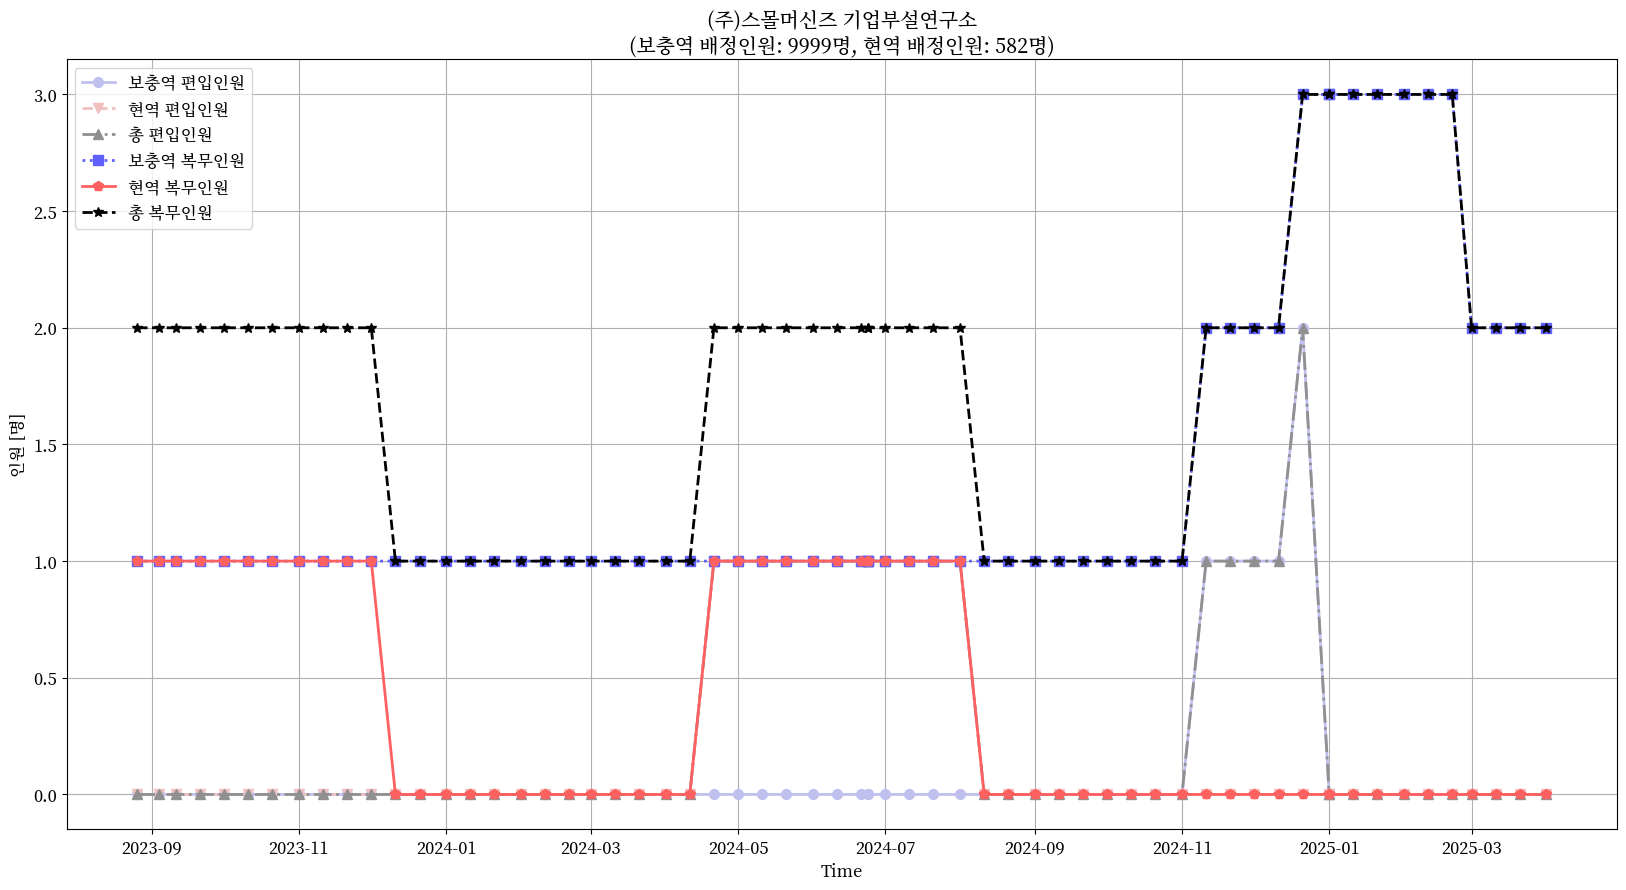 (주)스몰머신즈 기업부설연구소
(보충역 배정인원: 9999명, 현역 배정인원: 582명)
보충역 편입인원
현역 편입인원
총 편입인원
보충역 복무인원
현역 복무인원
총 복무인원
인원 [명]
3.0
2.5
2.0
1.5
1.0
0.5
0.0
2023-09
2023-11
2024-01
2024-03
2024-05
2024-07
2024-09
2024-11
2025-01
2025-03
Time